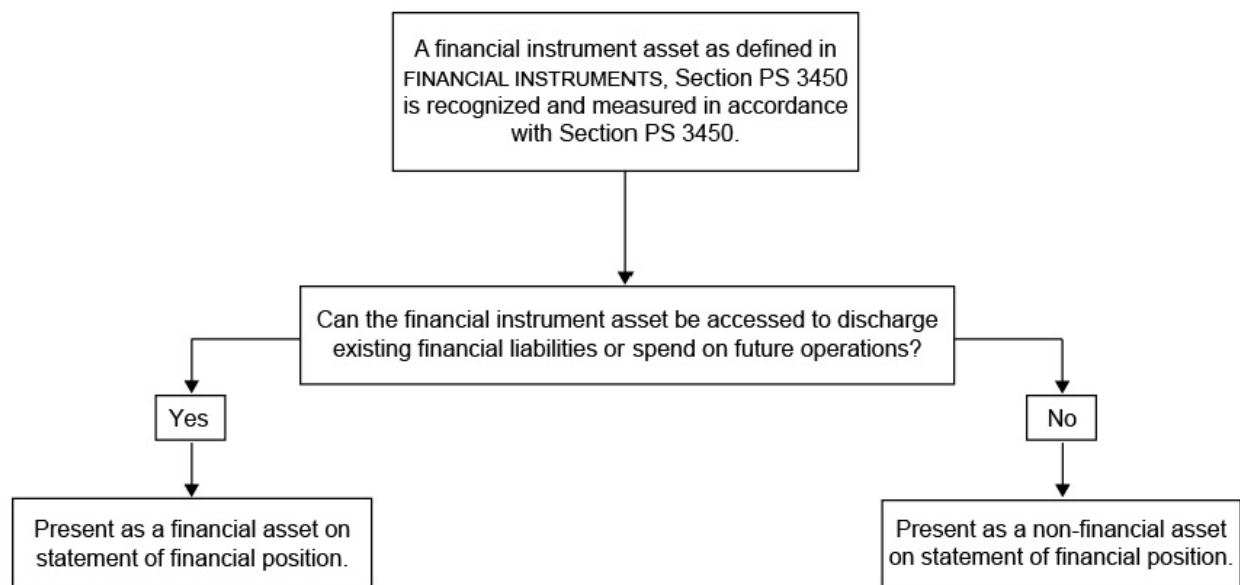 A financial instrument asset as defined in
FINANCIAL INSTRUMENTS, Section PS 3450
is recognized and measured in accordance
with Section PS 3450.
Can the financial instrument asset be accessed to discharge
existing financial liabilities or spend on future operations?
Yes
No
Present as a financial asset on
statement of financial position.
Present as a non-financial asset
on statement of financial position.